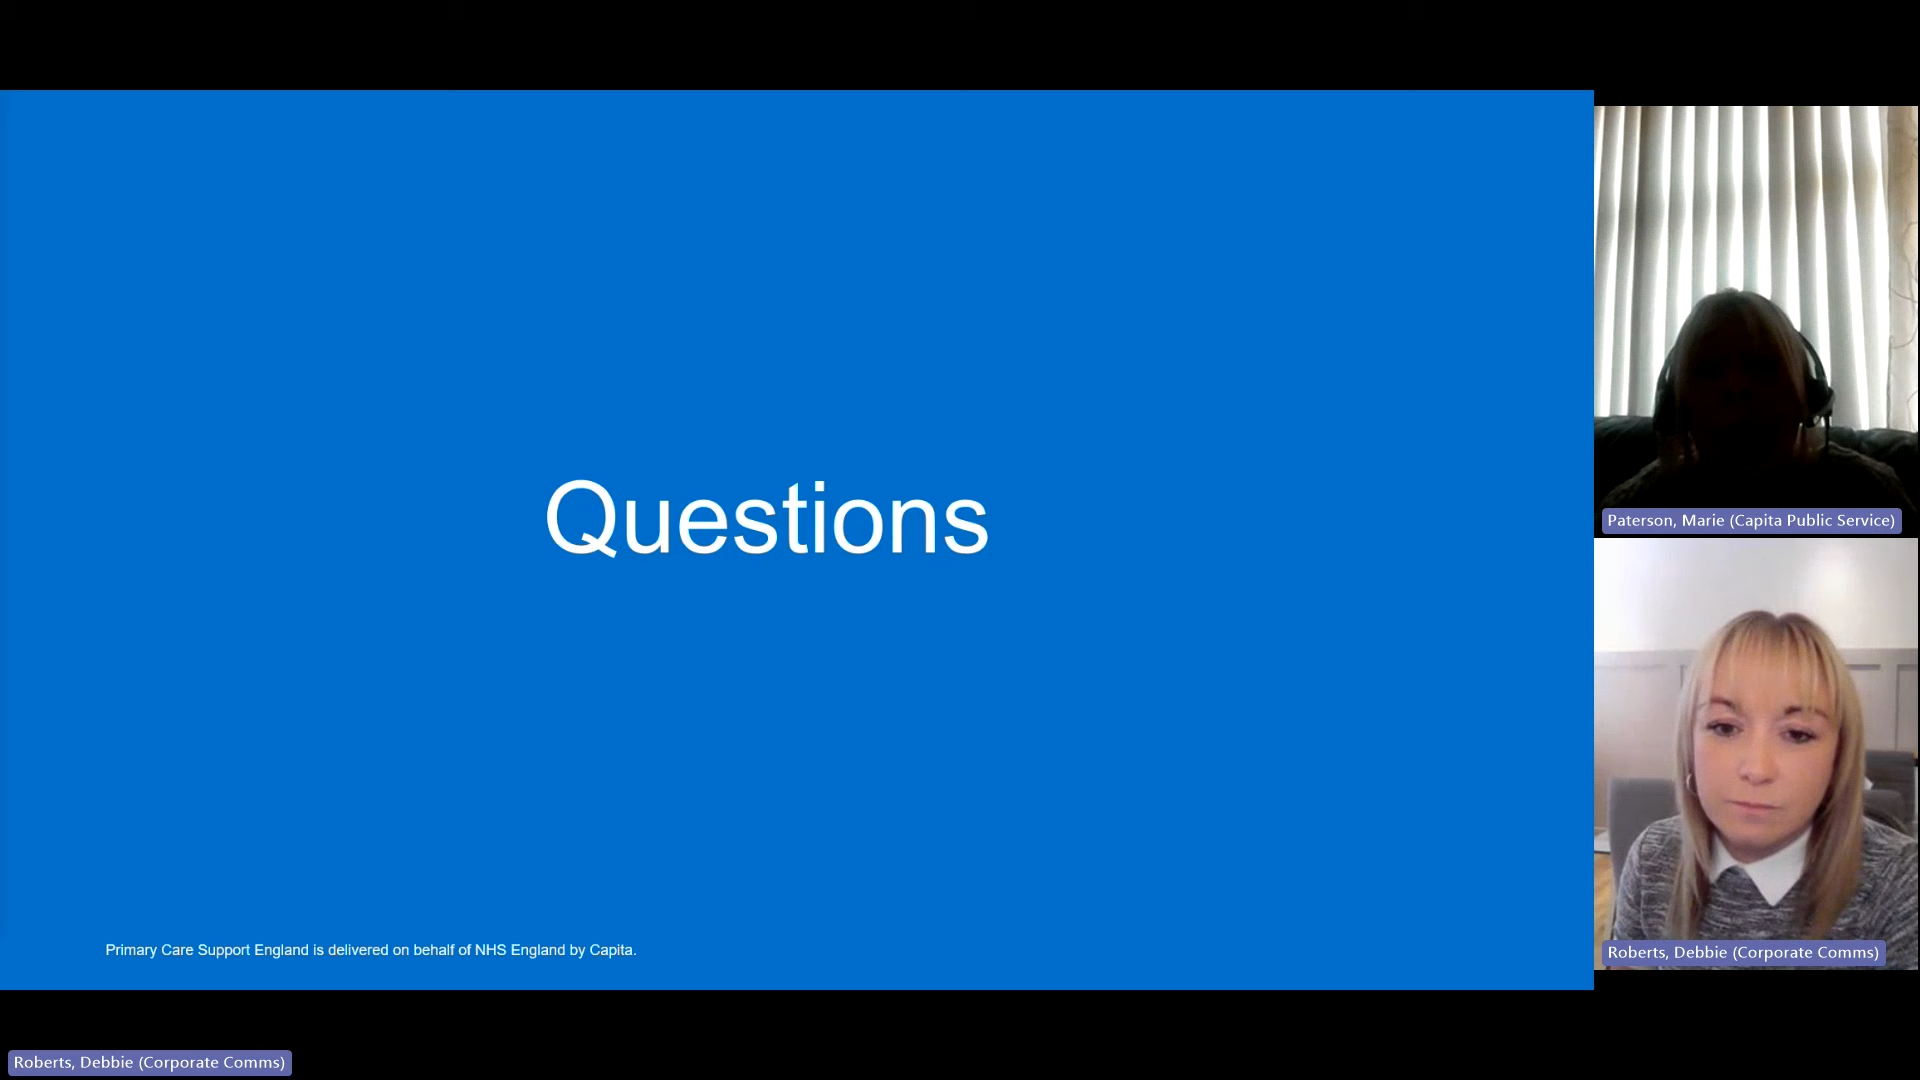 Questions
Primary Care Support England is delivered on behalf of NHS England by Capita.
Paterson, Marie (Capita Public Service)
Roberts, Debbie (Corporate Comms)
Roberts, Debbie (Corporate Comms)